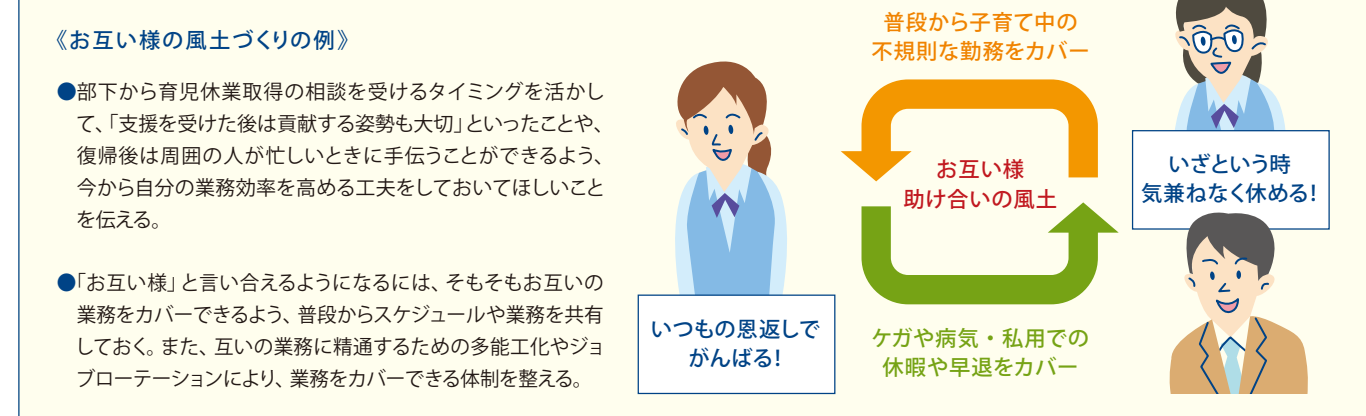 《お互い様の風土づくりの例》
●部下から育児休業取得の相談を受けるタイミングを活かし
て、「支援を受けた後は貢献する姿勢も大切」といったことや、
復帰後は周囲の人が忙しいときに手伝うことができるよう、
今から自分の業務効率を高める工夫をしておいてほしいこと
を伝える。
●「お互い様」と言い合えるようになるには、そもそもお互いの
業務をカバーできるよう、普段からスケジュールや業務を共有
しておく。また、互いの業務に精通するための多能工化やジョ
ブローテーションにより、業務をカバーできる体制を整える。
いつもの恩返しで
がんばる!
普段から子育て中の
不規則な勤務をカバー
お互い様
助け合いの風土
ケガや病気・私用での
休暇や早退をカバー
いざという時
気兼ねなく休める!